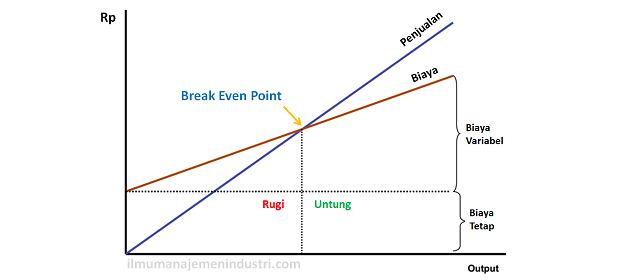 Rp
Penjualan
Biaya
Break Even Point
Biaya
Variabel
Rugi
Untung
Biaya
Tetap
ilmumanajemenindustri.com
Output